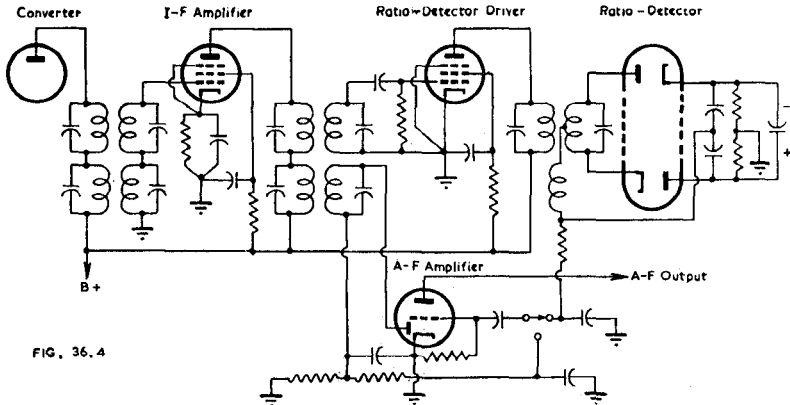 Converter
I-F Amplifier
Ratio-Detector Driver
Ratio-Detector
-
+
B+
A-F Amplifier
A-F Output
FIG. 36.4